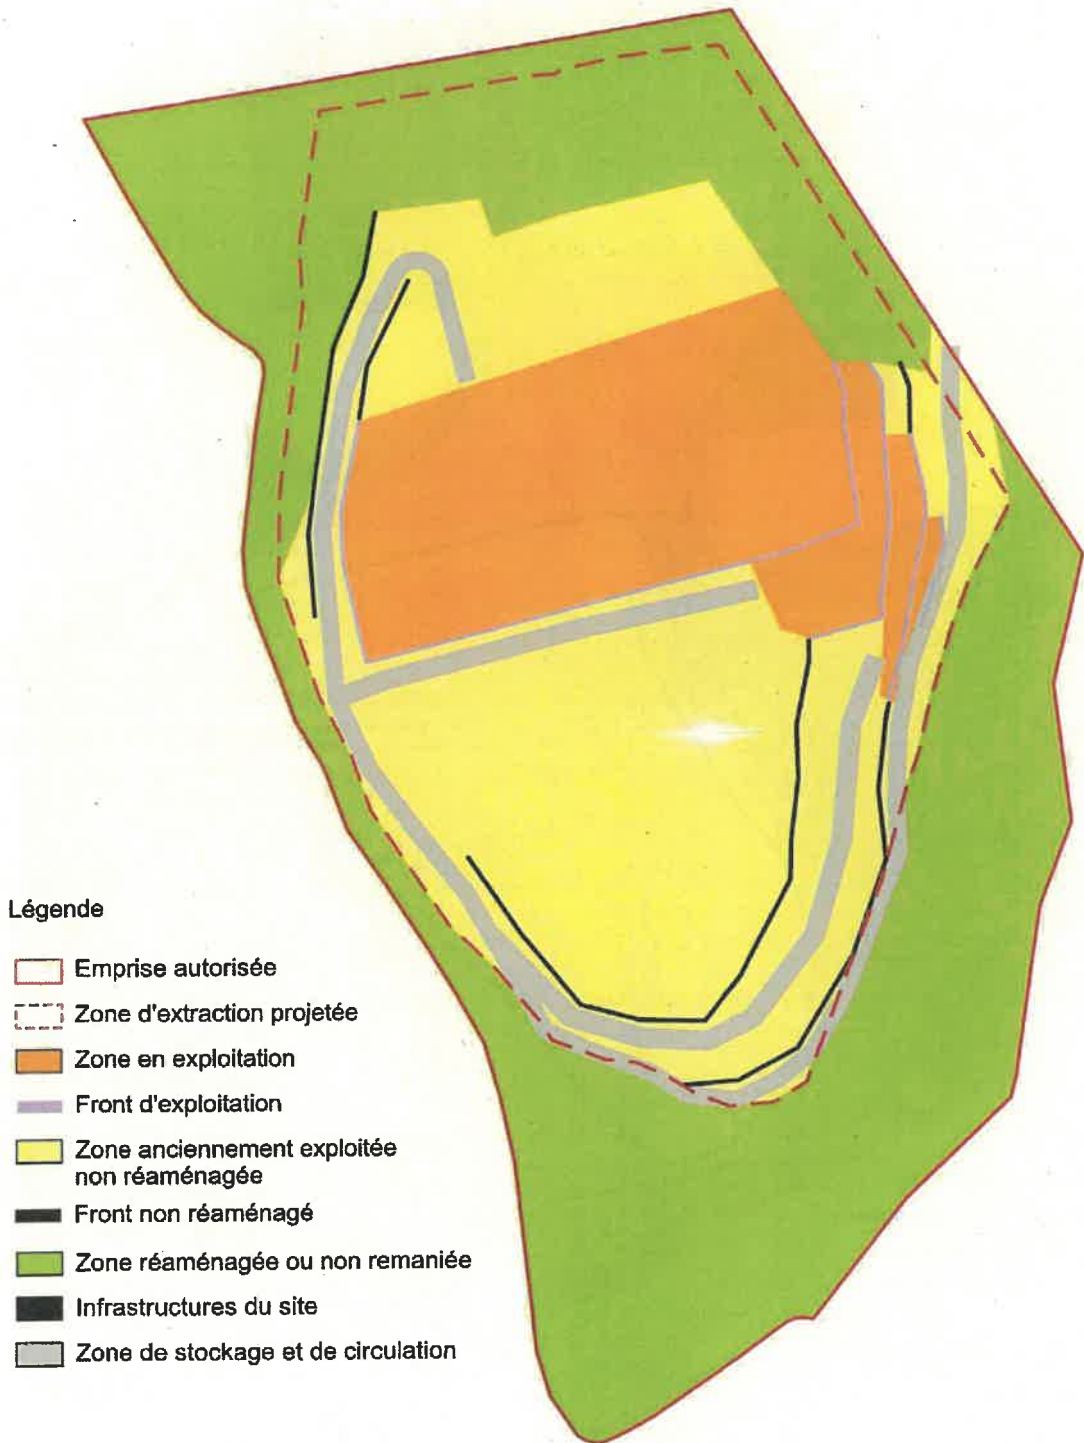 Légende
Emprise autorisée
Zone d'extraction projetée
Zone en exploitation
Front d'exploitation
Zone anciennement exploitée
non réaménagée
Front non réaménagé
Zone réaménagée ou non remaniée
Infrastructures du site
Zone de stockage et de circulation